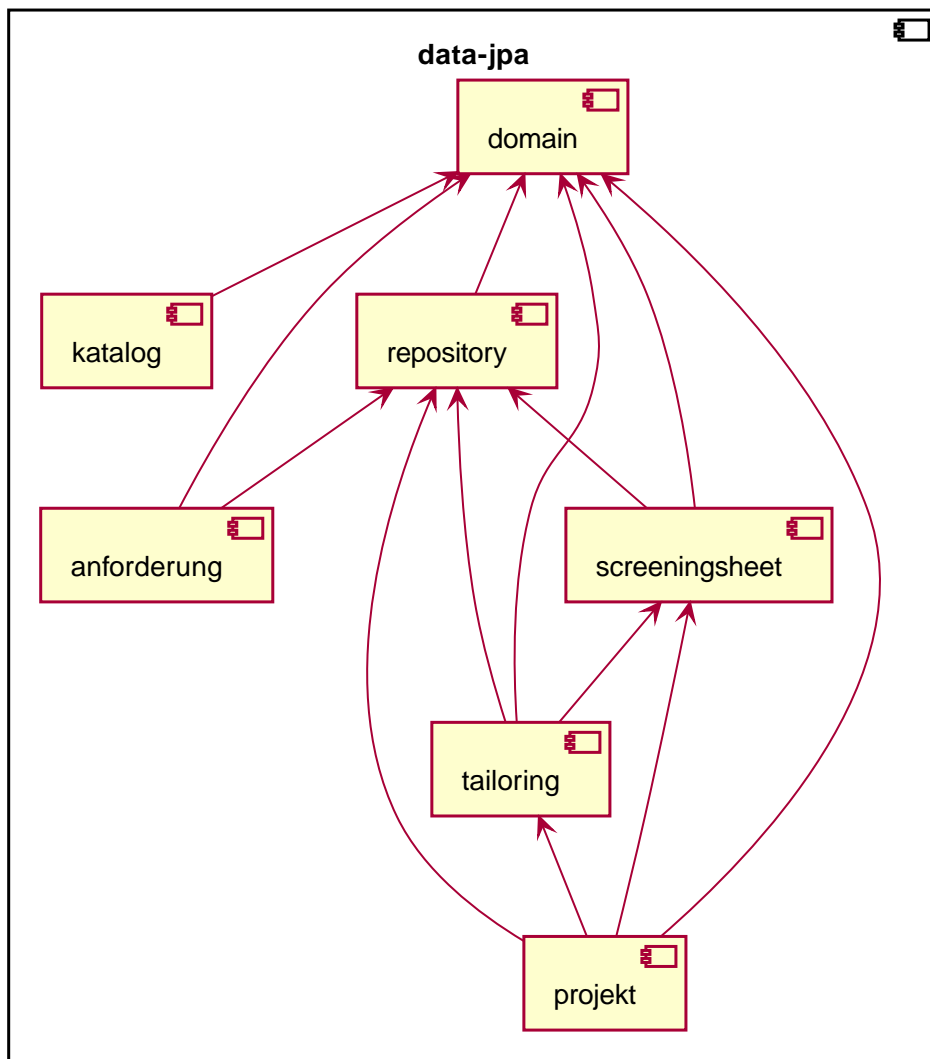 data-jpa
domain
katalog
repository
anforderung
screeningsheet
tailoring
projekt